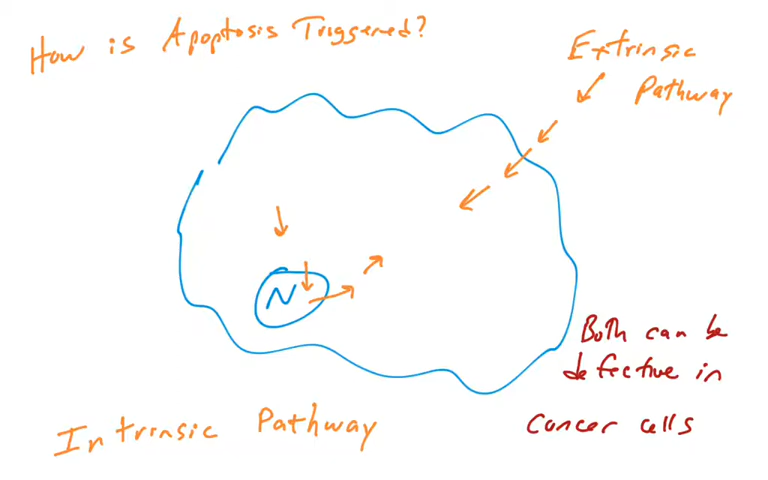 How is Apoptosis Triggered?
Extrinsic
Pathway
N
Both can be
defective in
cancer cells
Intrinsic Pathway